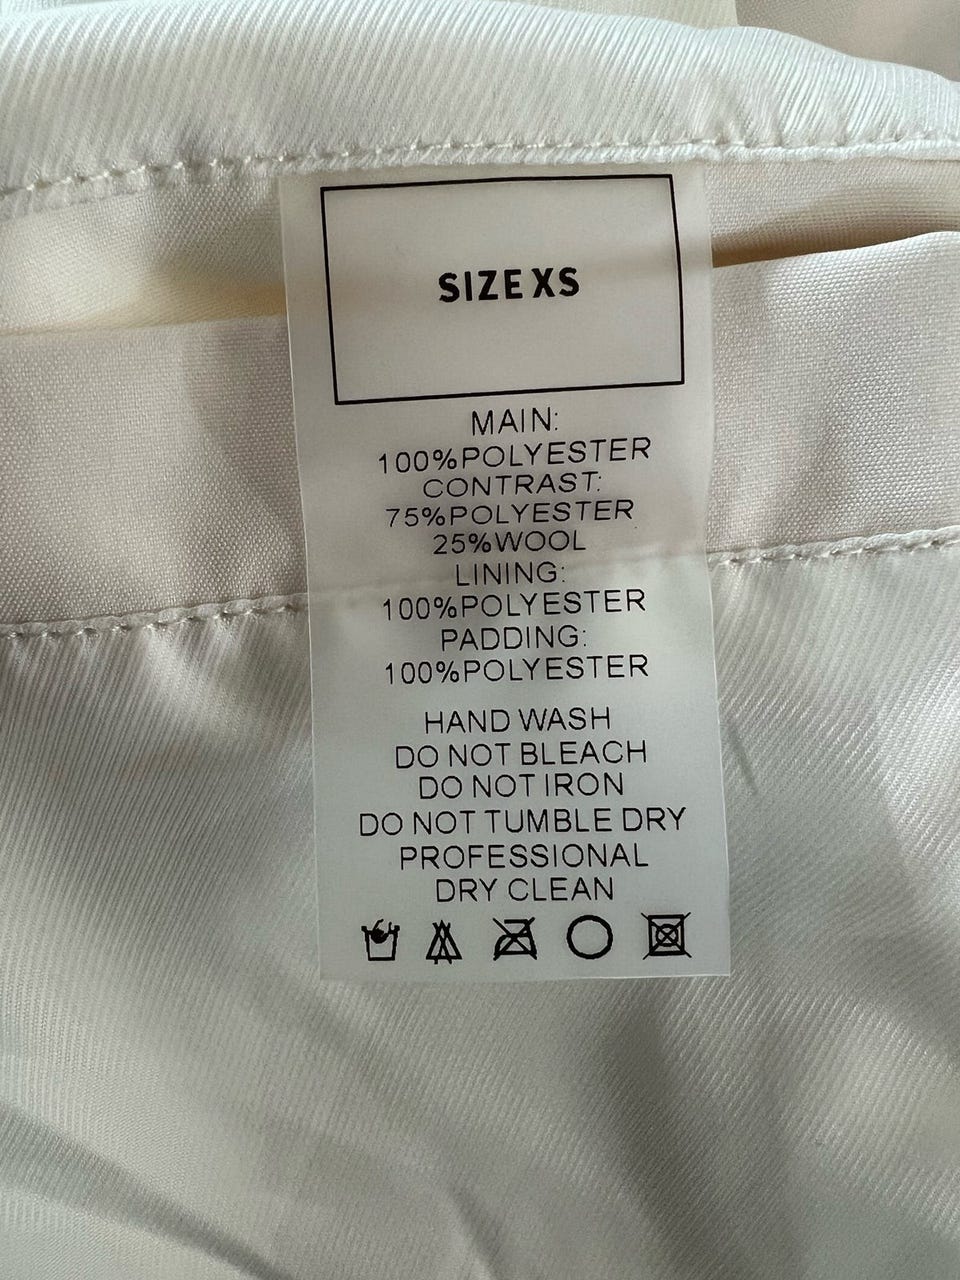 SIZE XS
MAIN:
100%POLYESTER
CONTRAST:
75%POLYESTER
25%WOOL
LINING:
100%POLYESTER
PADDING:
100%POLYESTER
HAND WASH
DO NOT BLEACH
DO NOT IRON
DO NOT TUMBLE DRY
PROFESSIONAL
DRY CLEAN